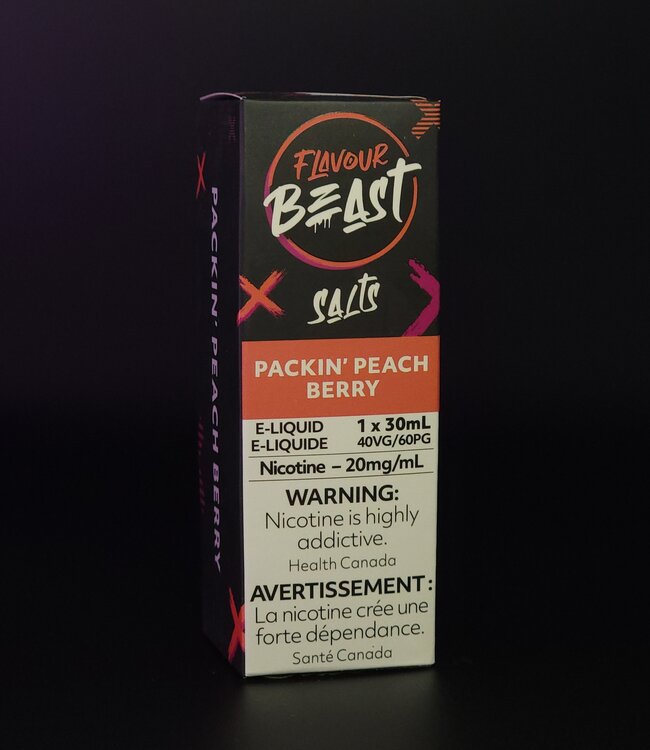 FLAVOUR
BEAST
SALTS
PACKIN' PEACH
BERRY
E-LIQUID
E-LIQUIDE
1 x 30mL
40VG/60PG
Nicotine – 20mg/mL
WARNING:
Nicotine is highly
addictive.
Health Canada
AVERTISSEMENT :
La nicotine crée une
forte dépendance.
Santé Canada
PACKIN' PEACH BERRY